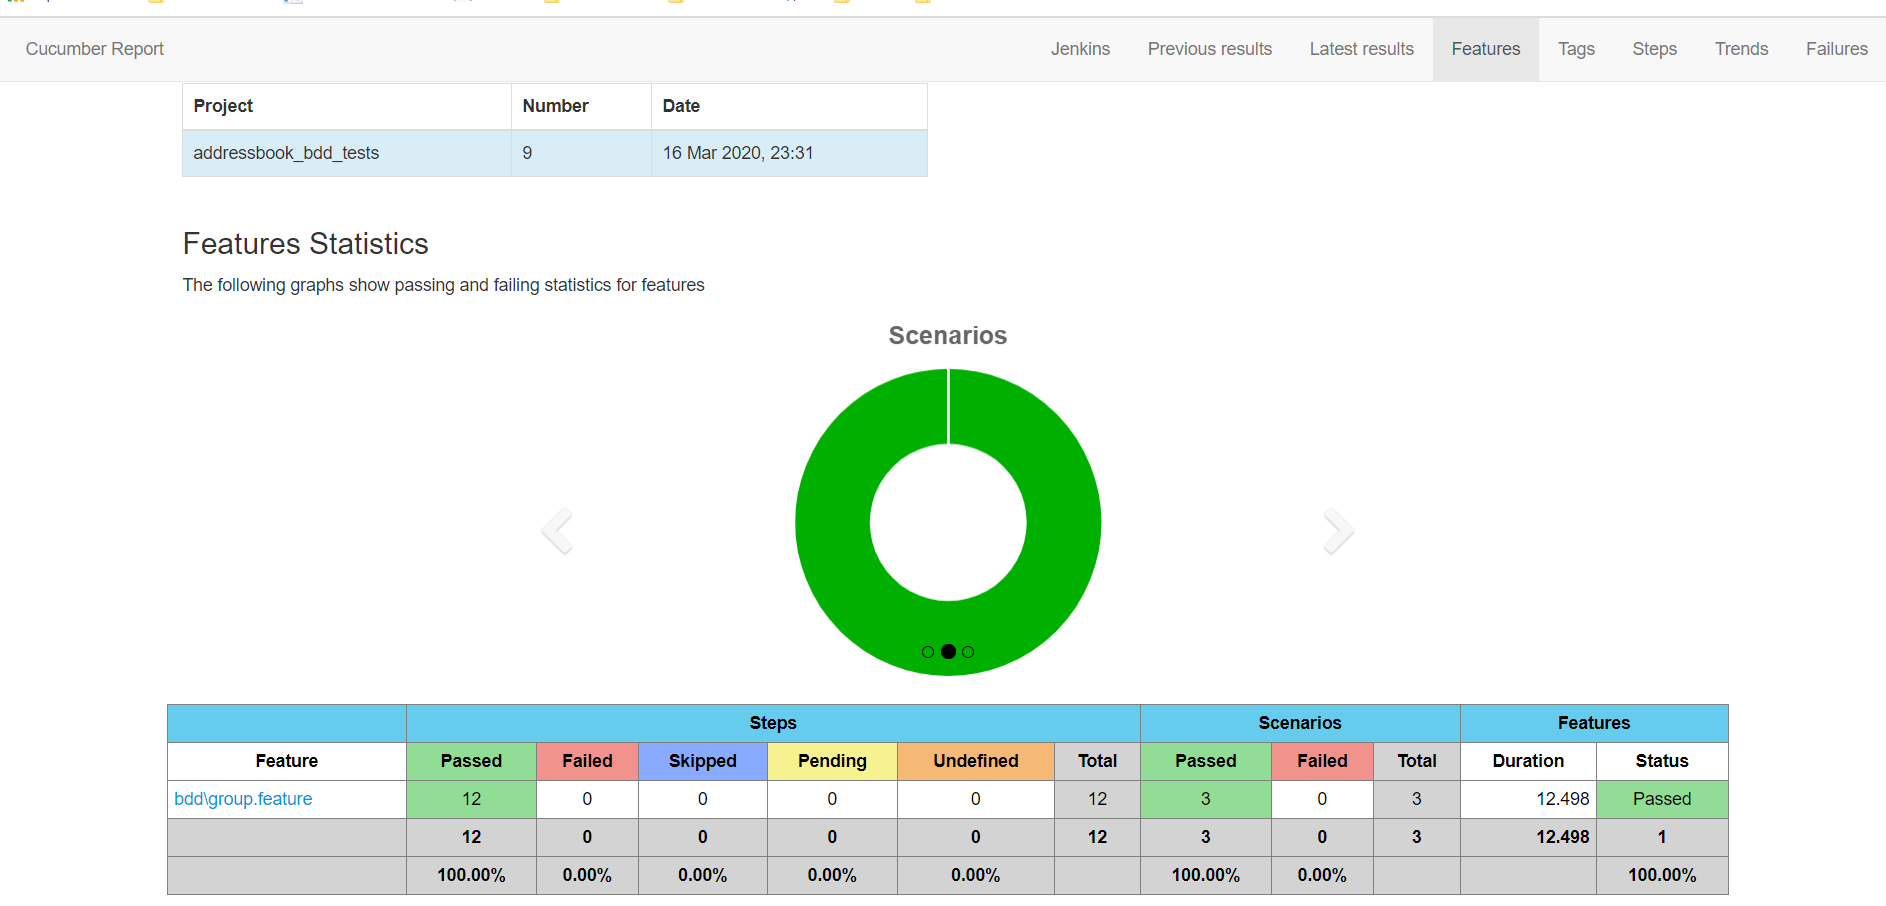 Cucumber Report Jenkins Previous results Latest results Features Tags Steps Trends Failures
Project Number Date
addressbook_bdd_tests 9 16 Mar 2020, 23:31
Features Statistics
The following graphs show passing and failing statistics for features
Scenarios
Steps Scenarios Features
Feature Passed Failed Skipped Pending Undefined Total Passed Failed Total Duration Status
bdd\group.feature 12 0 0 0 0 12 3 0 3 12.498 Passed
12 0 0 0 0 12 3 0 3 12.498 1
100.00% 0.00% 0.00% 0.00% 0.00% 100.00% 0.00% 100.00%